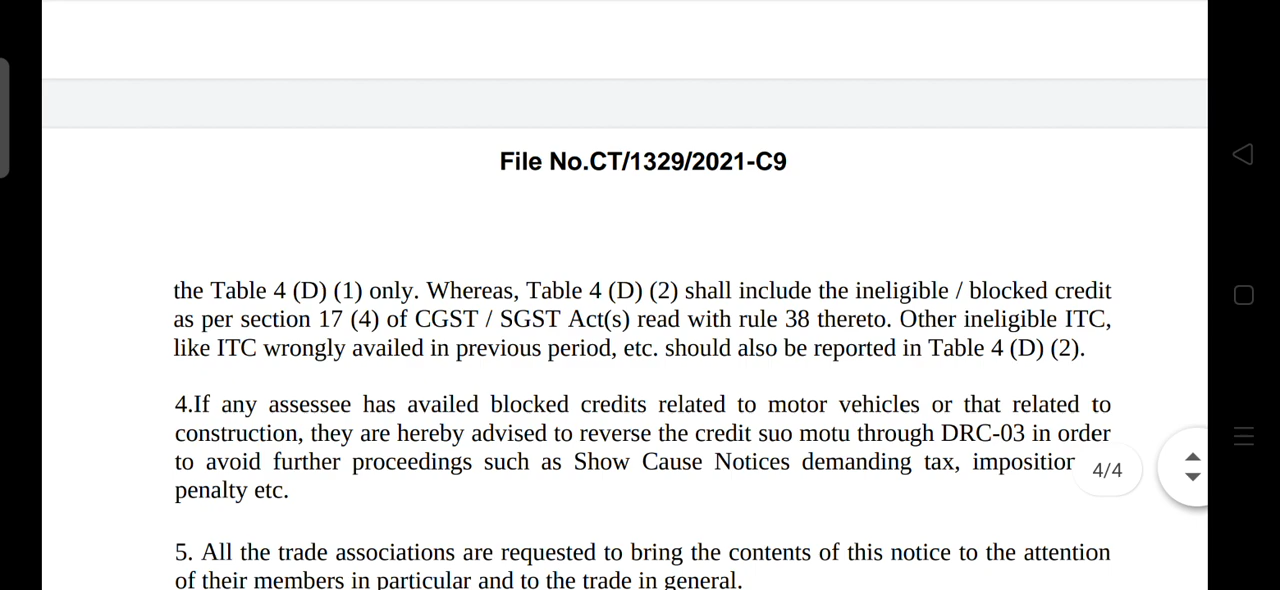 File No.CT/1329/2021-C9
the Table 4 (D) (1) only. Whereas, Table 4 (D) (2) shall include the ineligible / blocked credit
as per section 17 (4) of CGST / SGST Act(s) read with rule 38 thereto. Other ineligible ITC,
like ITC wrongly availed in previous period, etc. should also be reported in Table 4 (D) (2).
4.If any assessee has availed blocked credits related to motor vehicles or that related to
construction, they are hereby advised to reverse the credit suo motu through DRC-03 in order
to avoid further proceedings such as Show Cause Notices demanding tax,
penalty etc.
4/4
5. All the trade associations are requested to bring the contents of this notice to the attention
of their members in particular and to the trade in general.